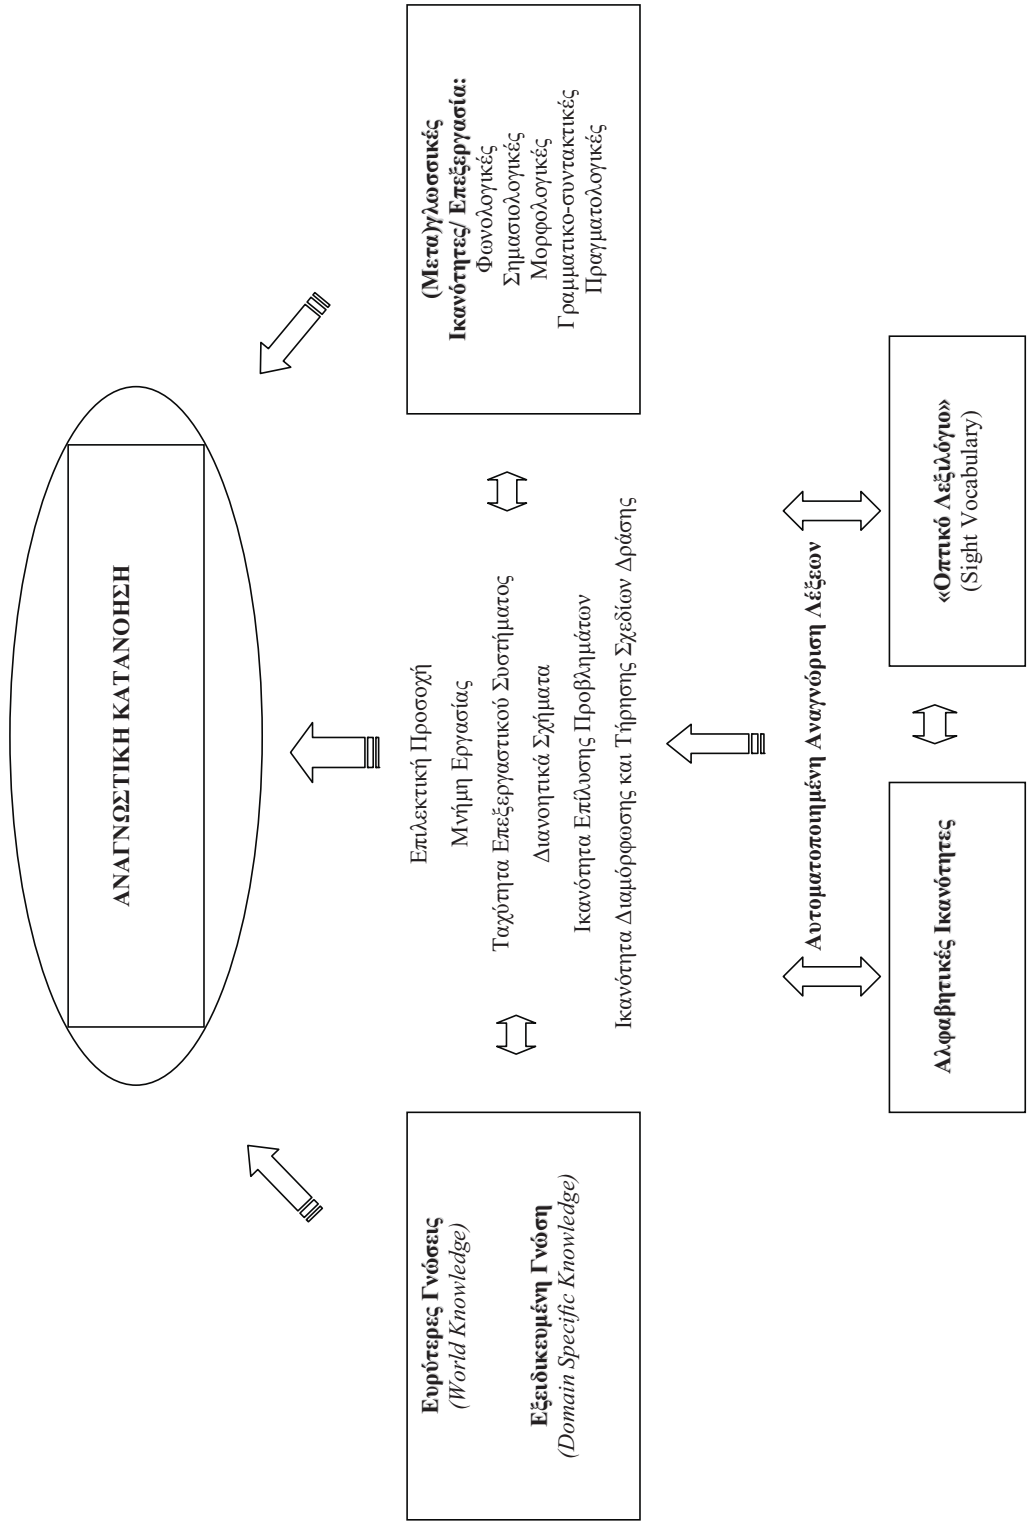 ΑΝΑΓΝΩΣΤΙΚΗ ΚΑΤΑΝΟΗΣΗ
Ευρύτερες Γνώσεις
(World Knowledge)
Εξειδικευμένη Γνώση
(Domain Specific Knowledge)
Επιλεκτική Προσοχή
Μνήμη Εργασίας
Ταχύτητα Επεξεργαστικού Συστήματος
Διανοητικά Σχήματα
Ικανότητα Επίλυσης Προβλημάτων
Ικανότητα Διαμόρφωσης και Τήρησης Σχεδίων Δράσης
(Μετα)γλωσσικές
Ικανότητες/ Επεξεργασία:
Φωνολογικές
Σημασιολογικές
Μορφολογικές
Γραμματικο-συντακτικές
Πραγματολογικές
Αυτοματοποιημένη Αναγνώριση Λέξεων
Αλφαβητικές Ικανότητες
«Οπτικό Λεξιλόγιο»
(Sight Vocabulary)